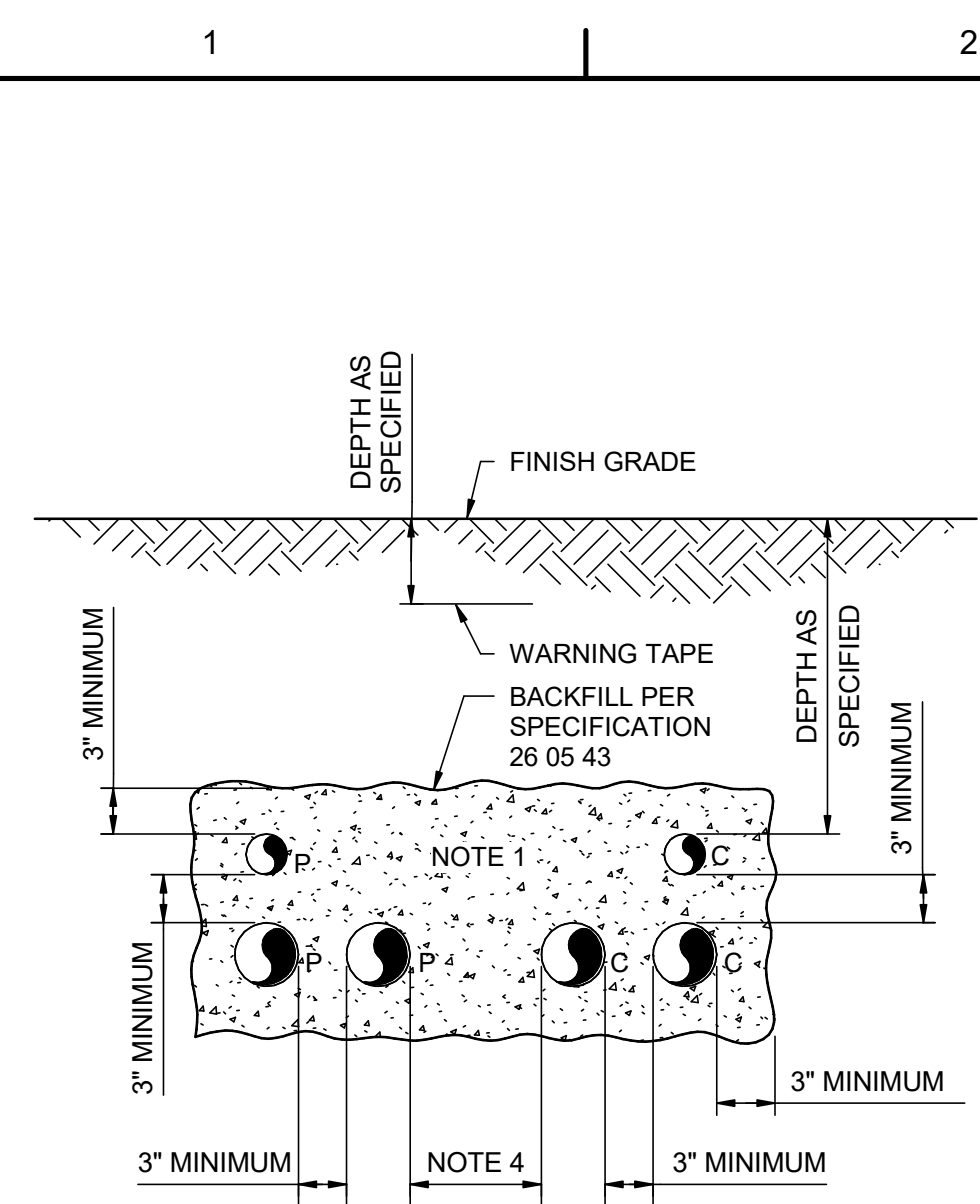 1
2
DEPTH AS
SPECIFIED
FINISH GRADE
WARNING TAPE
BACKFILL PER
SPECIFICATION
26 05 43
3" MINIMUM
DEPTH AS
SPECIFIED
3" MINIMUM
P
NOTE 1
C
P
P
C
C
3" MINIMUM
3" MINIMUM
3" MINIMUM
NOTE 4
3" MINIMUM